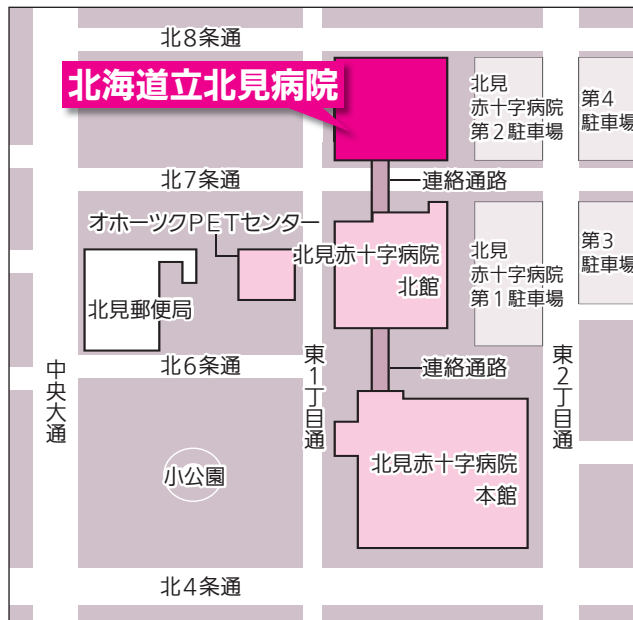 北8条通
北海道立北見病院
北見
赤十字病院
第2駐車場
第4
駐車場
北7条通
連絡通路
オホーツクPETセンター
北見赤十字病院
北館
北見
赤十字病院
第1駐車場
第3
駐車場
北見郵便局
北6条通
連絡通路
中央大通
東1丁目通
東2丁目通
小公園
北見赤十字病院
本館
北4条通